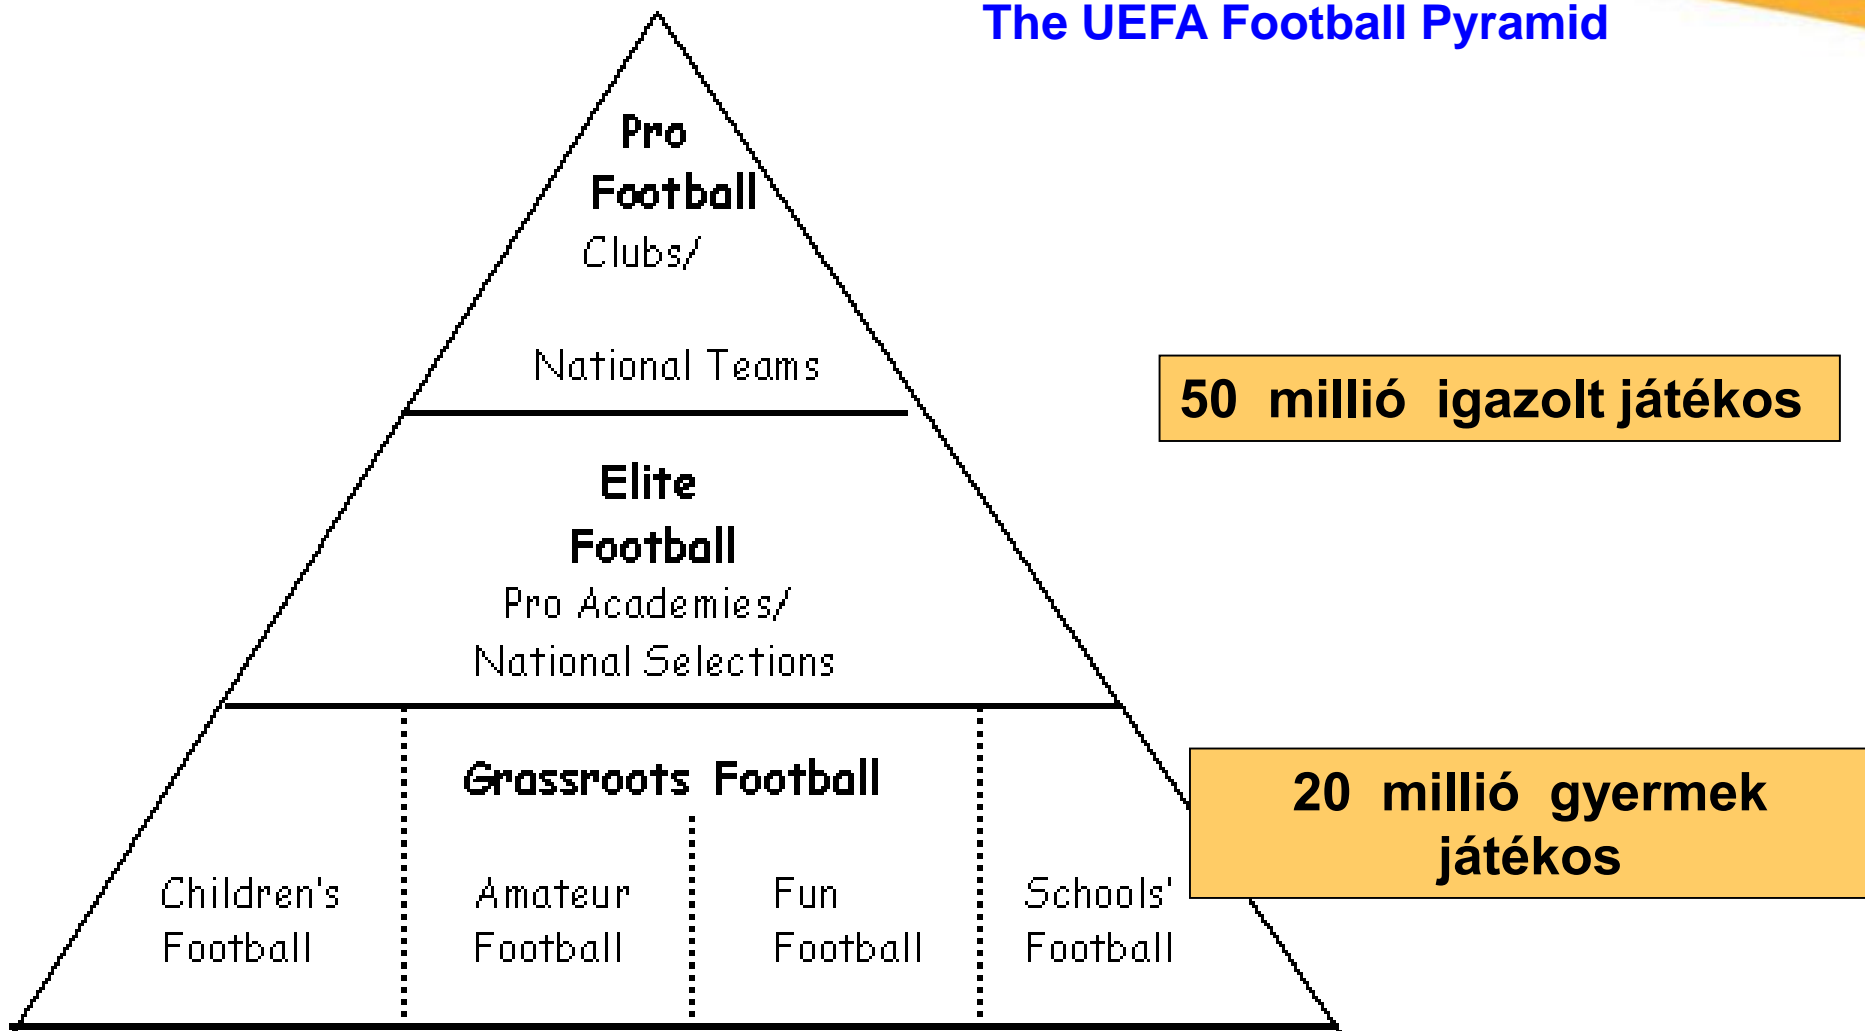 The UEFA Football Pyramid
Pro
Football
Clubs/
National Teams
50 millió igazolt játékos
Elite
Football
Pro Academies/
National Selections
Grassroots Football
20 millió gyermek
játékos
Children's
Football
Amateur
Football
Fun
Football
Schools'
Football